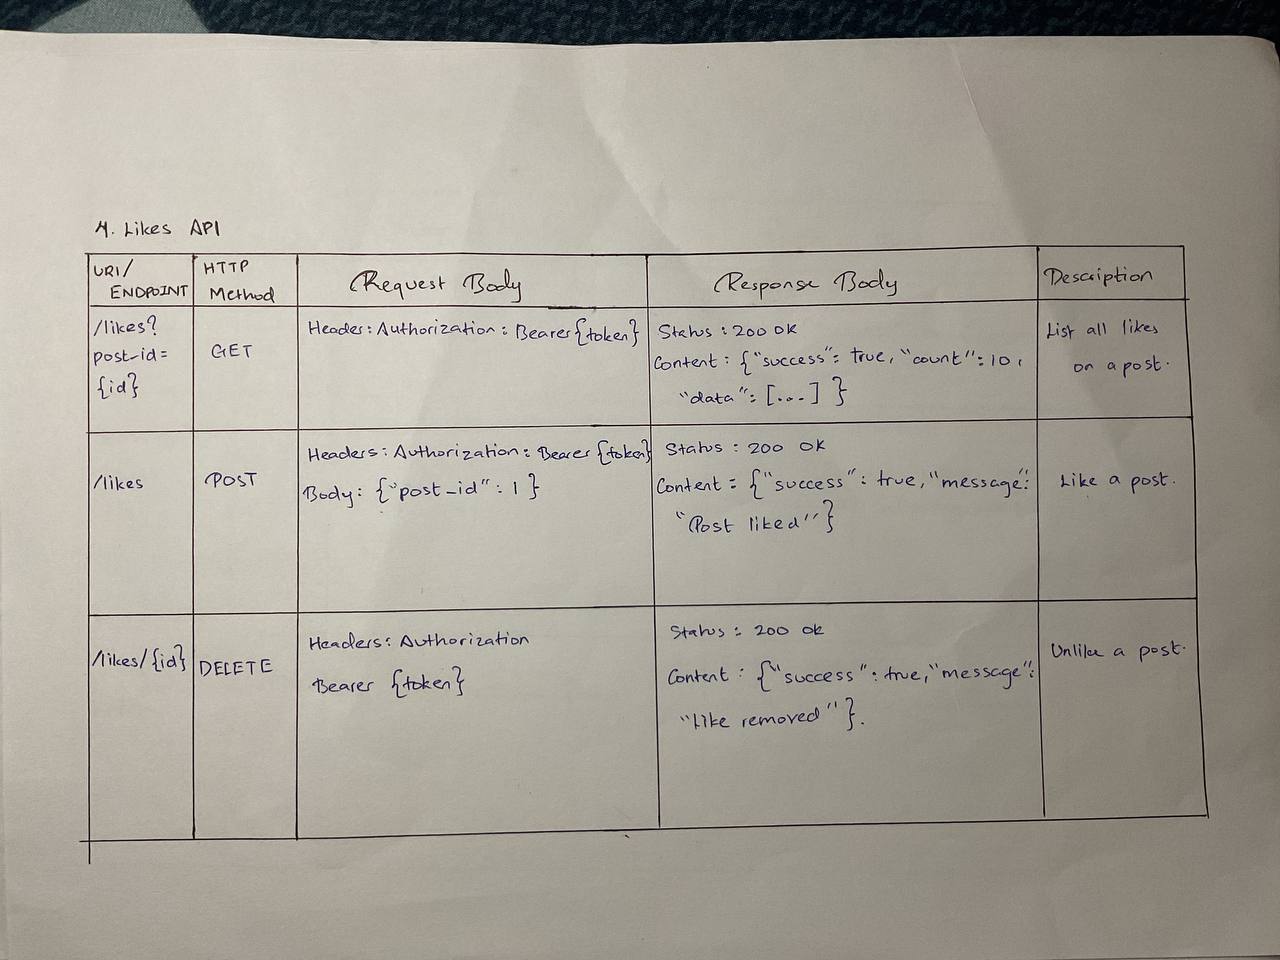 4. Likes API
URI/
ENDPOINT
HTTP
Method
Request Body
Response Body
Description
/likes?
post-id=
{id}
GET
Header: Authorization: Bearer {token}
Status: 200 OK
Content: {"success": true, "count": 10,
"data": [...] }
List all likes
on a post.
/likes
POST
Headers: Authorization: Bearer {token}
Body: {"post-id": 1 }
Status: 200 OK
Content = {"success": true, "message":
"Post liked"}
Like a post.
/likes/{id}
DELETE
Headers: Authorization
Bearer {token}
Status: 200 ok
Content: {"success": true, "message":
"Like removed"}.
Unlike a post.